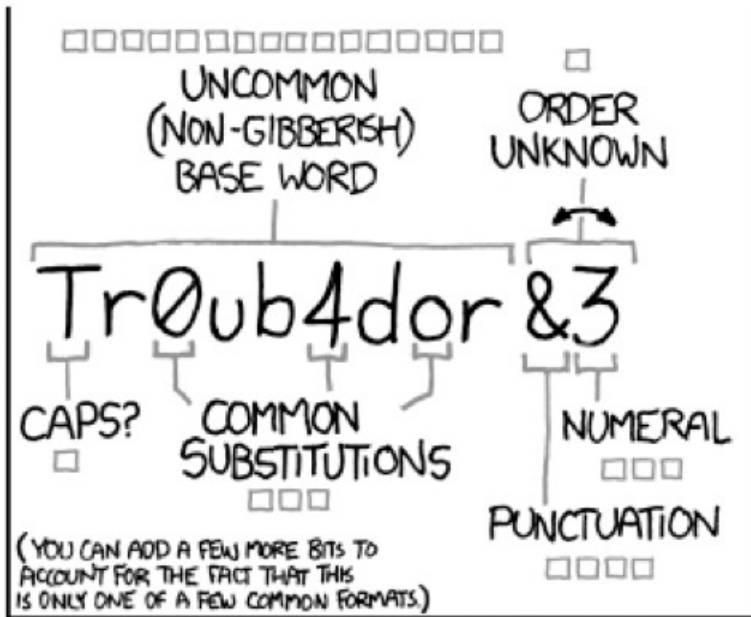 UNCOMMON
(NON-GIBBERISH)
BASE WORD
ORDER
UNKNOWN
Tr0ub4dor &3
CAPS?
COMMON
SUBSTITUTIONS
NUMERAL
PUNCTUATION
(YOU CAN ADD A FEW MORE BITS TO
ACCOUNT FOR THE FACT THAT THIS
IS ONLY ONE OF A FEW COMMON FORMATS.)